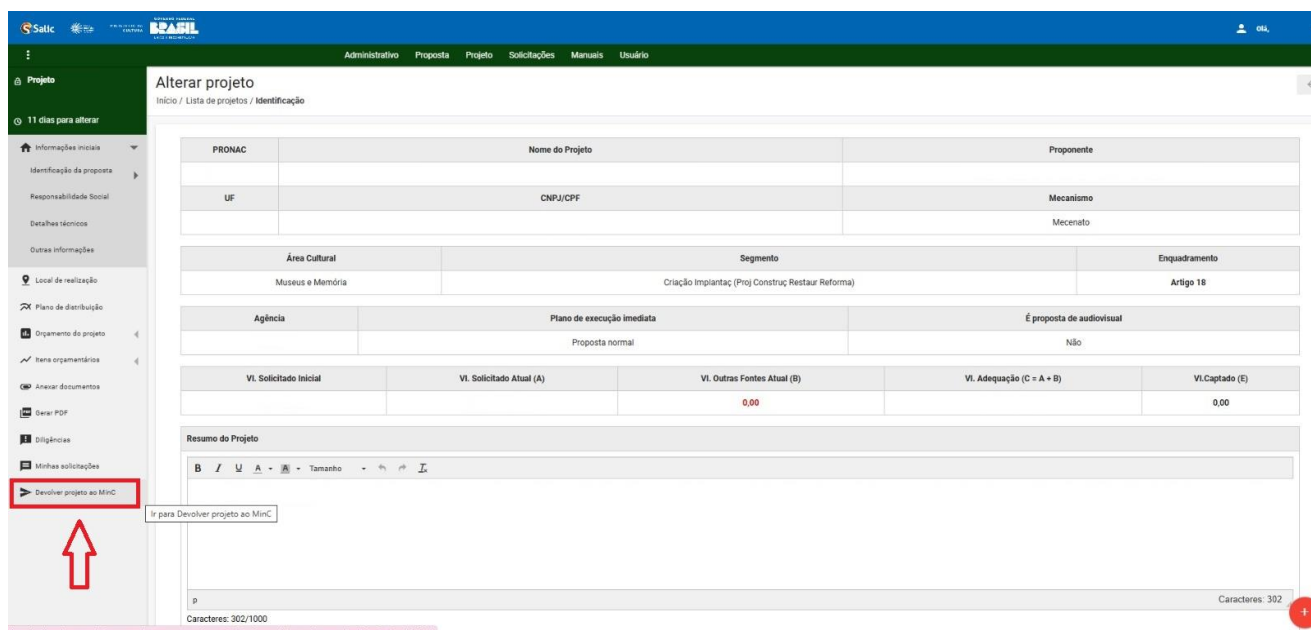 Salic
CULTURA
GOVERNO FEDERAL
BRASIL
Olá,
Administrativo Proposta Projeto Solicitações Manuais Usuário
Projeto
11 dias para alterar
Alterar projeto
Início / Lista de projetos / Identificação
Informações iniciais
Identificação da proposta
Responsabilidade Social
Detalhes técnicos
Outras informações
Local de realização
Plano de distribuição
Orçamento do projeto
Itens orçamentários
Anexar documentos
Gerar PDF
Diligências
Minhas solicitações
Devolver projeto ao MinC
Ir para Devolver projeto ao MinC
PRONAC Nome do Projeto Proponente
UF CNPJ/CPF Mecanismo
Mecenato
Área Cultural Segmento Enquadramento
Museus e Memória Criação Implantaç (Proj Construç Restaur Reforma) Artigo 18
Agência Plano de execução imediata É proposta de audiovisual
Proposta normal Não
Vl. Solicitado Inicial Vl. Solicitado Atual (A) Vl. Outras Fontes Atual (B) Vl. Adequação (C = A + B) Vl.Captado (E)
0,00 0,00
Resumo do Projeto
B I U A A Tamanho
p Caracteres: 302
Caracteres: 302/1000